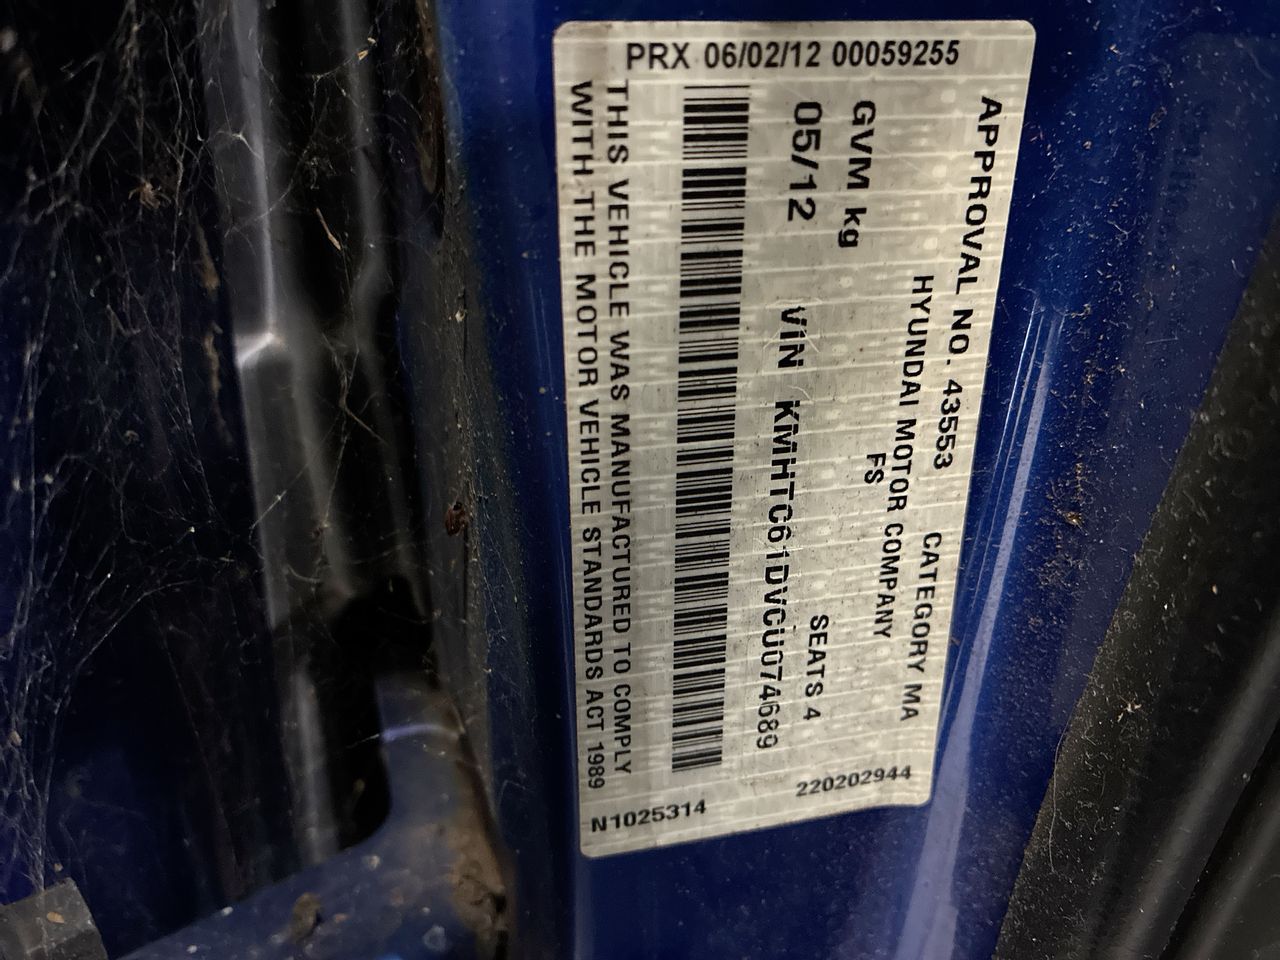 PRX 06/02/12 00059255
APPROVAL NO. 43553 CATEGORY MA
HYUNDAI MOTOR COMPANY
FS
GVM kg
05/12 VIN KMHTC61DVCU074689
SEATS 4
THIS VEHICLE WAS MANUFACTURED TO COMPLY
WITH THE MOTOR VEHICLE STANDARDS ACT 1989
N1025314
220202944